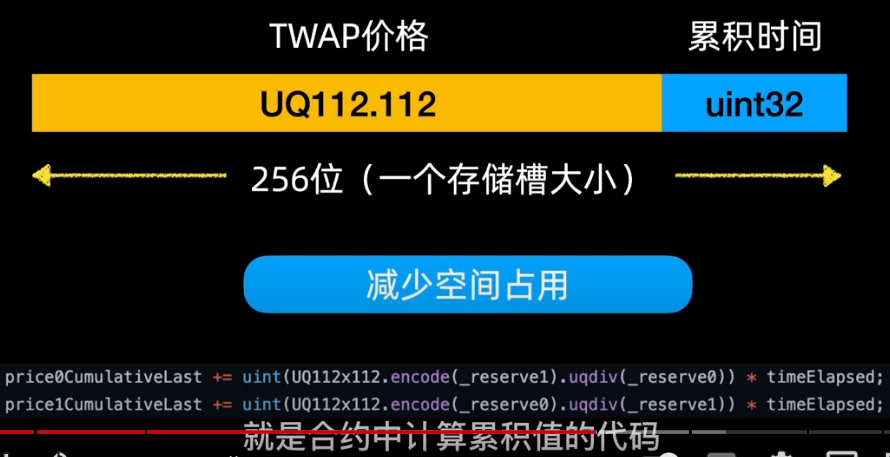 TWAP价格 累积时间
UQ112.112 uint32
256位（一个存储槽大小）
减少空间占用
price0CumulativeLast += uint(UQ112x112.encode(_reserve1).uqdiv(_reserve0)) * timeElapsed;
price1CumulativeLast += uint(UQ112x112.encode(_reserve0).uqdiv(_reserve1)) * timeElapsed;
就是合约中计算累积值的代码